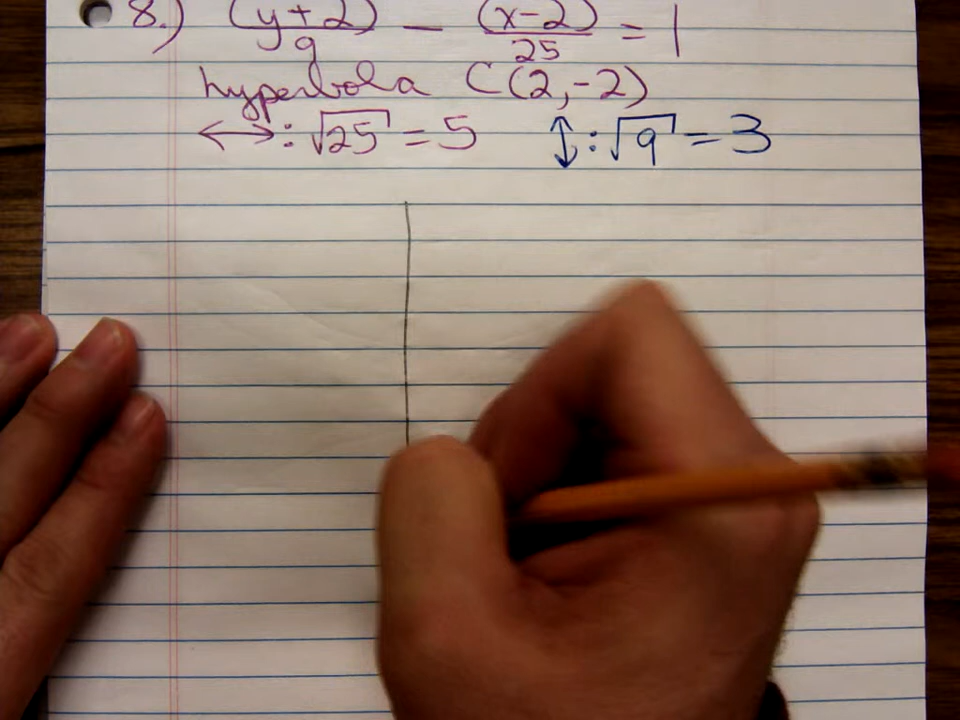 8.) (y+2)/9 - (x-2)/25 = 1
hyperbola C(2,-2)
↔:√25 = 5 ↕:√9 = 3